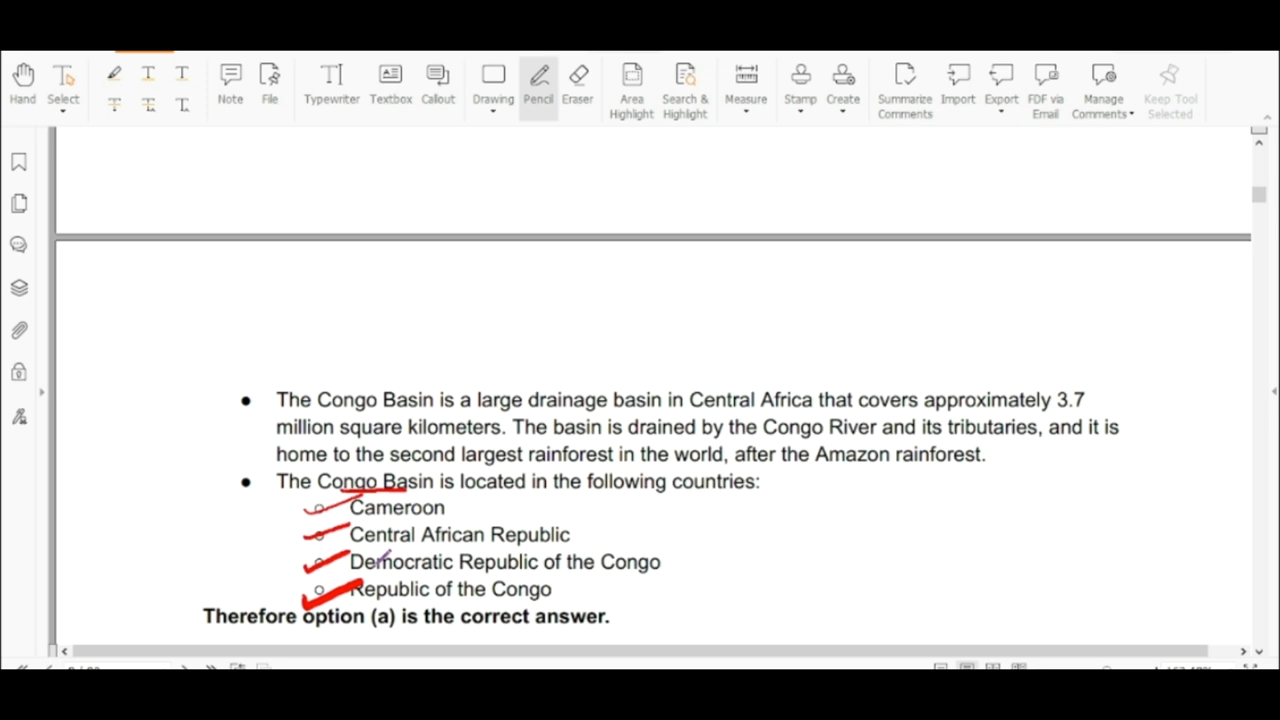 Hand
Select
Note
File
Typewriter
Textbox
Callout
Drawing
Pencil
Eraser
Area
Highlight
Search &
Highlight
Measure
Stamp
Create
Summarize
Comments
Import
Export
FDF via
Email
Manage
Comments
Keep Tool
Selected
The Congo Basin is a large drainage basin in Central Africa that covers approximately 3.7
million square kilometers. The basin is drained by the Congo River and its tributaries, and it is
home to the second largest rainforest in the world, after the Amazon rainforest.
The Congo Basin is located in the following countries:
Cameroon
Central African Republic
Democratic Republic of the Congo
Republic of the Congo
Therefore option (a) is the correct answer.